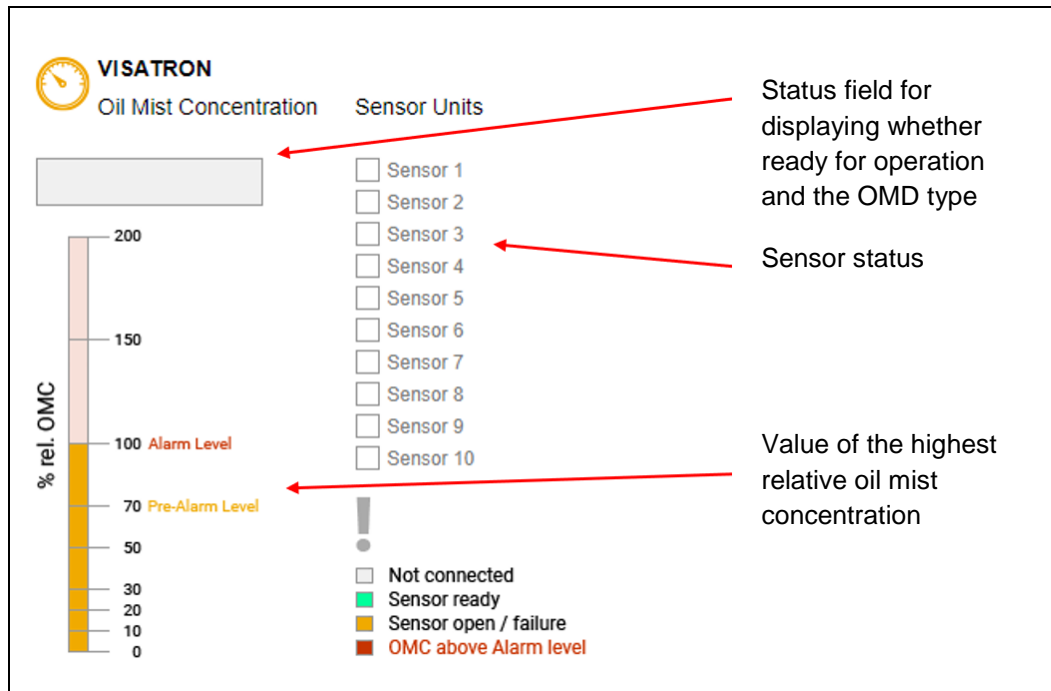 VISATRON
Oil Mist Concentration
Sensor Units
Status field for
displaying whether
ready for operation
and the OMD type
Sensor 1
Sensor 2
Sensor 3
Sensor 4
Sensor 5
Sensor 6
Sensor 7
Sensor 8
Sensor 9
Sensor 10
Sensor status
% rel. OMC
200
150
100 Alarm Level
70 Pre-Alarm Level
50
30
20
10
0
Value of the highest
relative oil mist
concentration
!
Not connected
Sensor ready
Sensor open / failure
OMC above Alarm level